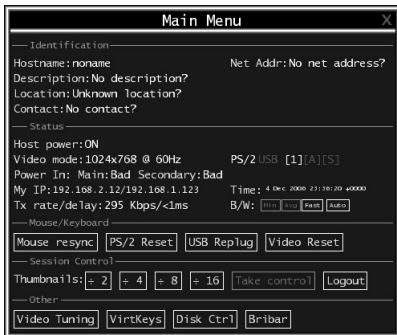 Main Menu X
Identification
Hostname:noname Net Addr:No net address?
Description:No description?
Location:Unknown location?
Contact:No contact?
Status
Host power:ON
Video mode:1024x768 @ 60Hz PS/2 USB [1][A][S]
Power In: Main:Bad Secondary:Bad
My IP:192.168.2.12/192.168.1.123 Time: 4 Dec 2006 23:36:20 +0000
Tx rate/delay:295 Kbps/<1ms B/W: Min Avg Fast Auto
Mouse/Keyboard
Mouse resync PS/2 Reset USB Replug Video Reset
Session Control
Thumbnails: ÷ 2 ÷ 4 ÷ 8 ÷ 16 Take control Logout
Other
Video Tuning VirtKeys Disk Ctrl Bribar